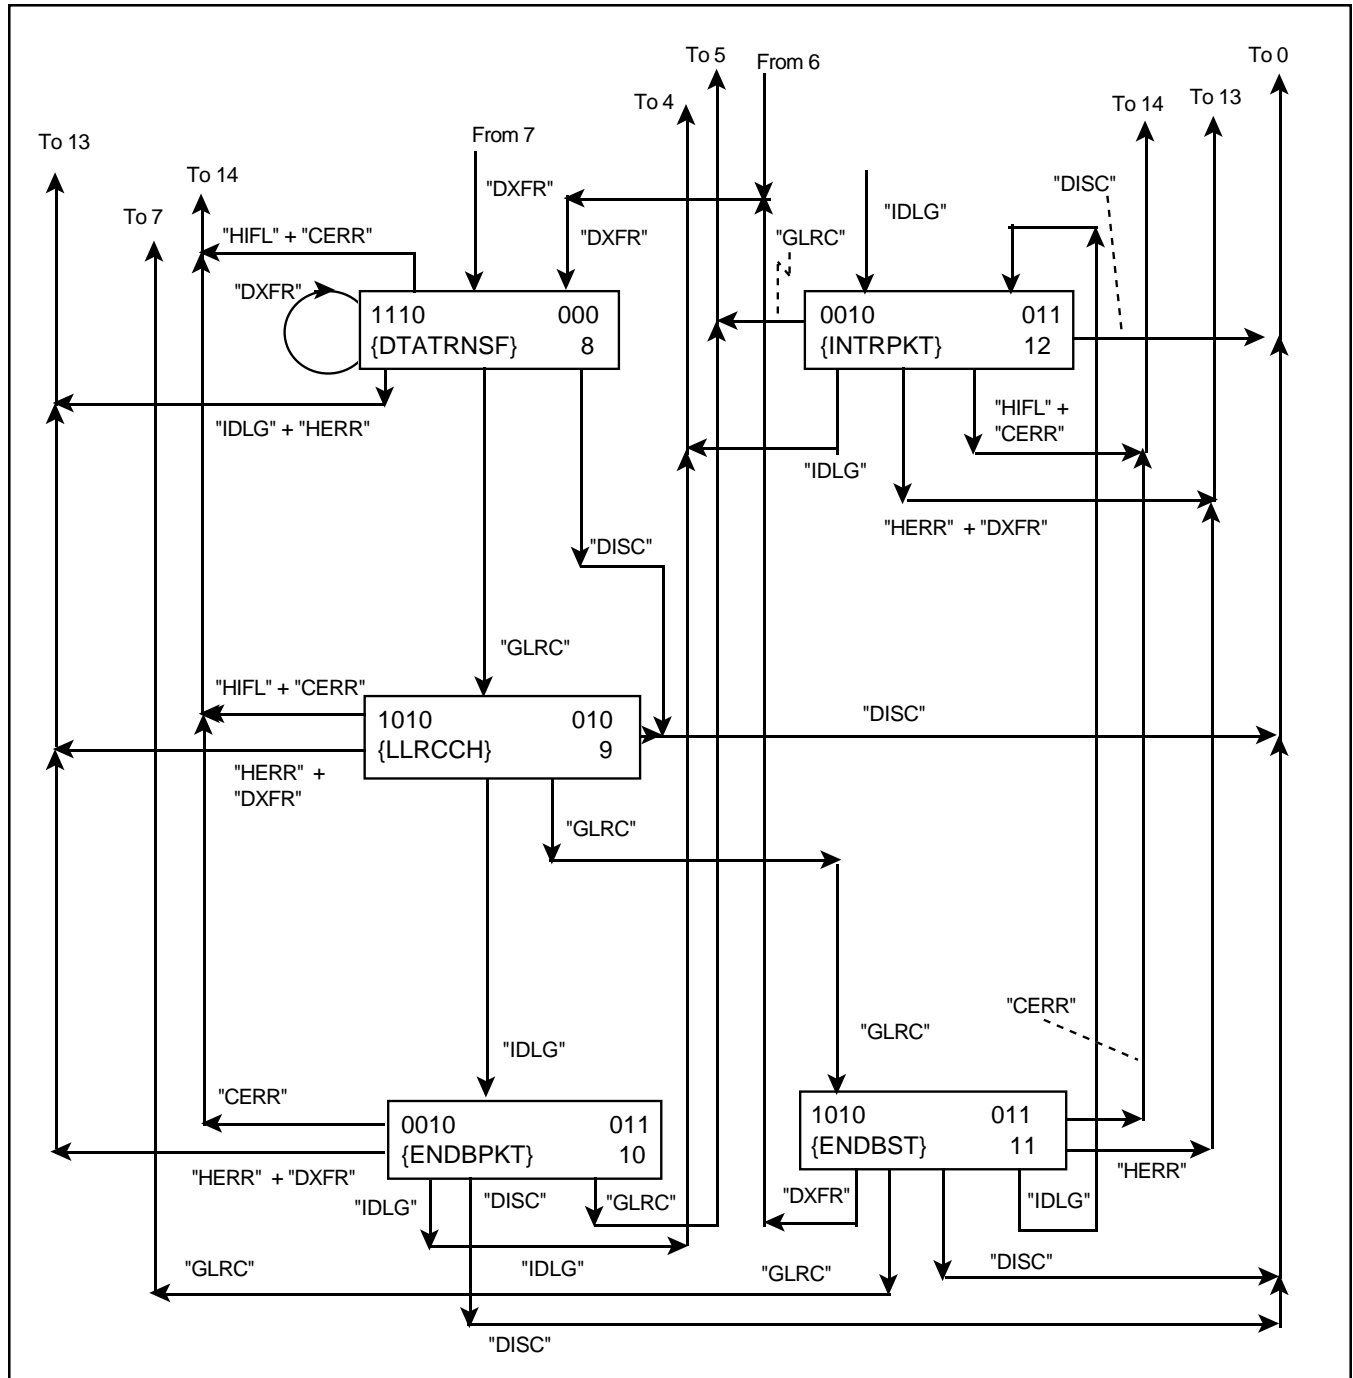 To 5
From 6
To 0
To 4
To 14
To 13
From 7
To 13
To 14
To 7
"DXFR"
"DISC"
"IDLG"
"HIFL" + "CERR"
"DXFR"
"GLRC"
"DXFR"
1110 000
{DTATRNSF} 8
0010 011
{INTRPKT} 12
"IDLG" + "HERR"
"HIFL" +
"CERR"
"IDLG"
"HERR" + "DXFR"
"DISC"
"GLRC"
"HIFL" + "CERR"
1010 010
{LLRCCH} 9
"DISC"
"HERR" +
"DXFR"
"GLRC"
"CERR"
"GLRC"
"IDLG"
"CERR"
0010 011
{ENDBPKT} 10
1010 011
{ENDBST} 11
"HERR" + "DXFR"
"HERR"
"IDLG"
"DISC"
"GLRC"
"DXFR"
"IDLG"
"GLRC"
"IDLG"
"GLRC"
"DISC"
"DISC"